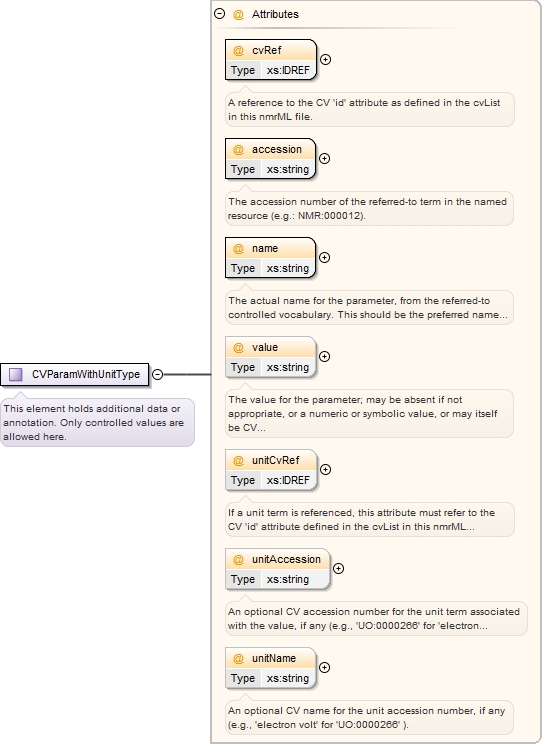 Attributes
@ cvRef
Type xs:IDREF
A reference to the CV 'id' attribute as defined in the cvList
in this nmrML file.
@ accession
Type xs:string
The accession number of the referred-to term in the named
resource (e.g.: NMR:000012).
@ name
Type xs:string
The actual name for the parameter, from the referred-to
controlled vocabulary. This should be the preferred name...
@ value
Type xs:string
The value for the parameter; may be absent if not
appropriate, or a numeric or symbolic value, or may itself
be CV...
CVParamWithUnitType
This element holds additional data or
annotation. Only controlled values are
allowed here.
@ unitCvRef
Type xs:IDREF
If a unit term is referenced, this attribute must refer to the
CV 'id' attribute defined in the cvList in this nmrML...
@ unitAccession
Type xs:string
An optional CV accession number for the unit term associated
with the value, if any (e.g., 'UO:0000266' for 'electron...
@ unitName
Type xs:string
An optional CV name for the unit accession number, if any
(e.g., 'electron volt' for 'UO:0000266' ).